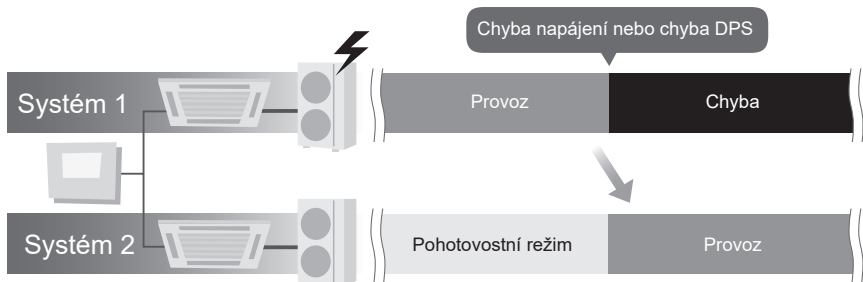 Chyba napájení nebo chyba DPS
Systém 1
Provoz
Chyba
Systém 2
Pohotovostní režim
Provoz